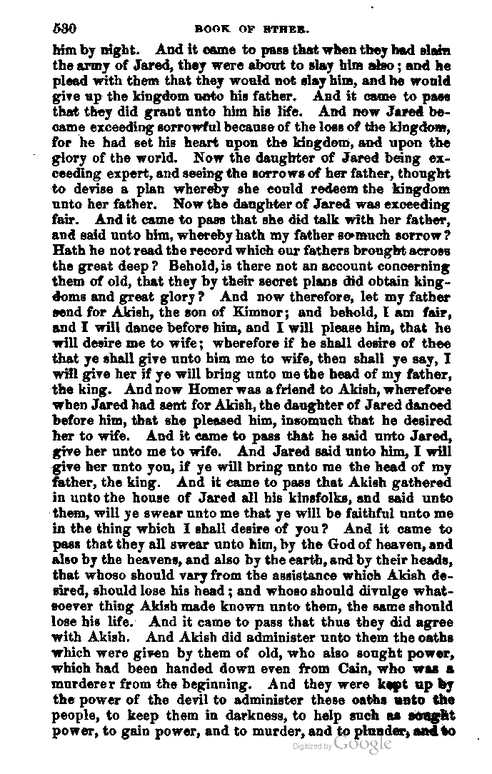 530 BOOK OF ETHER.
him by night. And it came to pass that when they had slain
the army of Jared, they were about to slay him also; and he
plead with them that they would not slay him, and he would
give up the kingdom unto his father. And it came to pass
that they did grant unto him his life. And now Jared be-
came exceeding sorrowful because of the loss of the kingdom,
for he had set his heart upon the kingdom, and upon the
glory of the world. Now the daughter of Jared being ex-
ceeding expert, and seeing the sorrows of her father, thought
to devise a plan whereby she could redeem the kingdom
unto her father. Now the daughter of Jared was exceeding
fair. And it came to pass that she did talk with her father,
and said unto him, whereby hath my father so much sorrow?
Hath he not read the record which our fathers brought across
the great deep? Behold, is there not an account concerning
them of old, that they by their secret plans did obtain king-
doms and great glory? And now therefore, let my father
send for Akish, the son of Kimnor; and behold, I am fair,
and I will dance before him, and I will please him, that he
will desire me to wife; wherefore if he shall desire of thee
that ye shall give unto him me to wife, then shall ye say, I
will give her if ye will bring unto me the head of my father,
the king. And now Homer was a friend to Akish, wherefore
when Jared had sent for Akish, the daughter of Jared danced
before him, that she pleased him, insomuch that he desired
her to wife. And it came to pass that he said unto Jared,
give her unto me to wife. And Jared said unto him, I will
give her unto you, if ye will bring unto me the head of my
father, the king. And it came to pass that Akish gathered
in unto the house of Jared all his kinsfolks, and said unto
them, will ye swear unto me that ye will be faithful unto me
in the thing which I shall desire of you? And it came to
pass that they all swear unto him, by the God of heaven, and
also by the heavens, and also by the earth, and by their heads,
that whoso should vary from the assistance which Akish de-
sired, should lose his head; and whoso should divulge what-
soever thing Akish made known unto them, the same should
lose his life. And it came to pass that thus they did agree
with Akish. And Akish did administer unto them the oaths
which were given by them of old, who also sought power,
which had been handed down even from Cain, who was a
murderer from the beginning. And they were kept up by
the power of the devil to administer these oaths unto the
people, to keep them in darkness, to help such as sought
power, to gain power, and to murder, and to plunder, and to
Digitized by Google